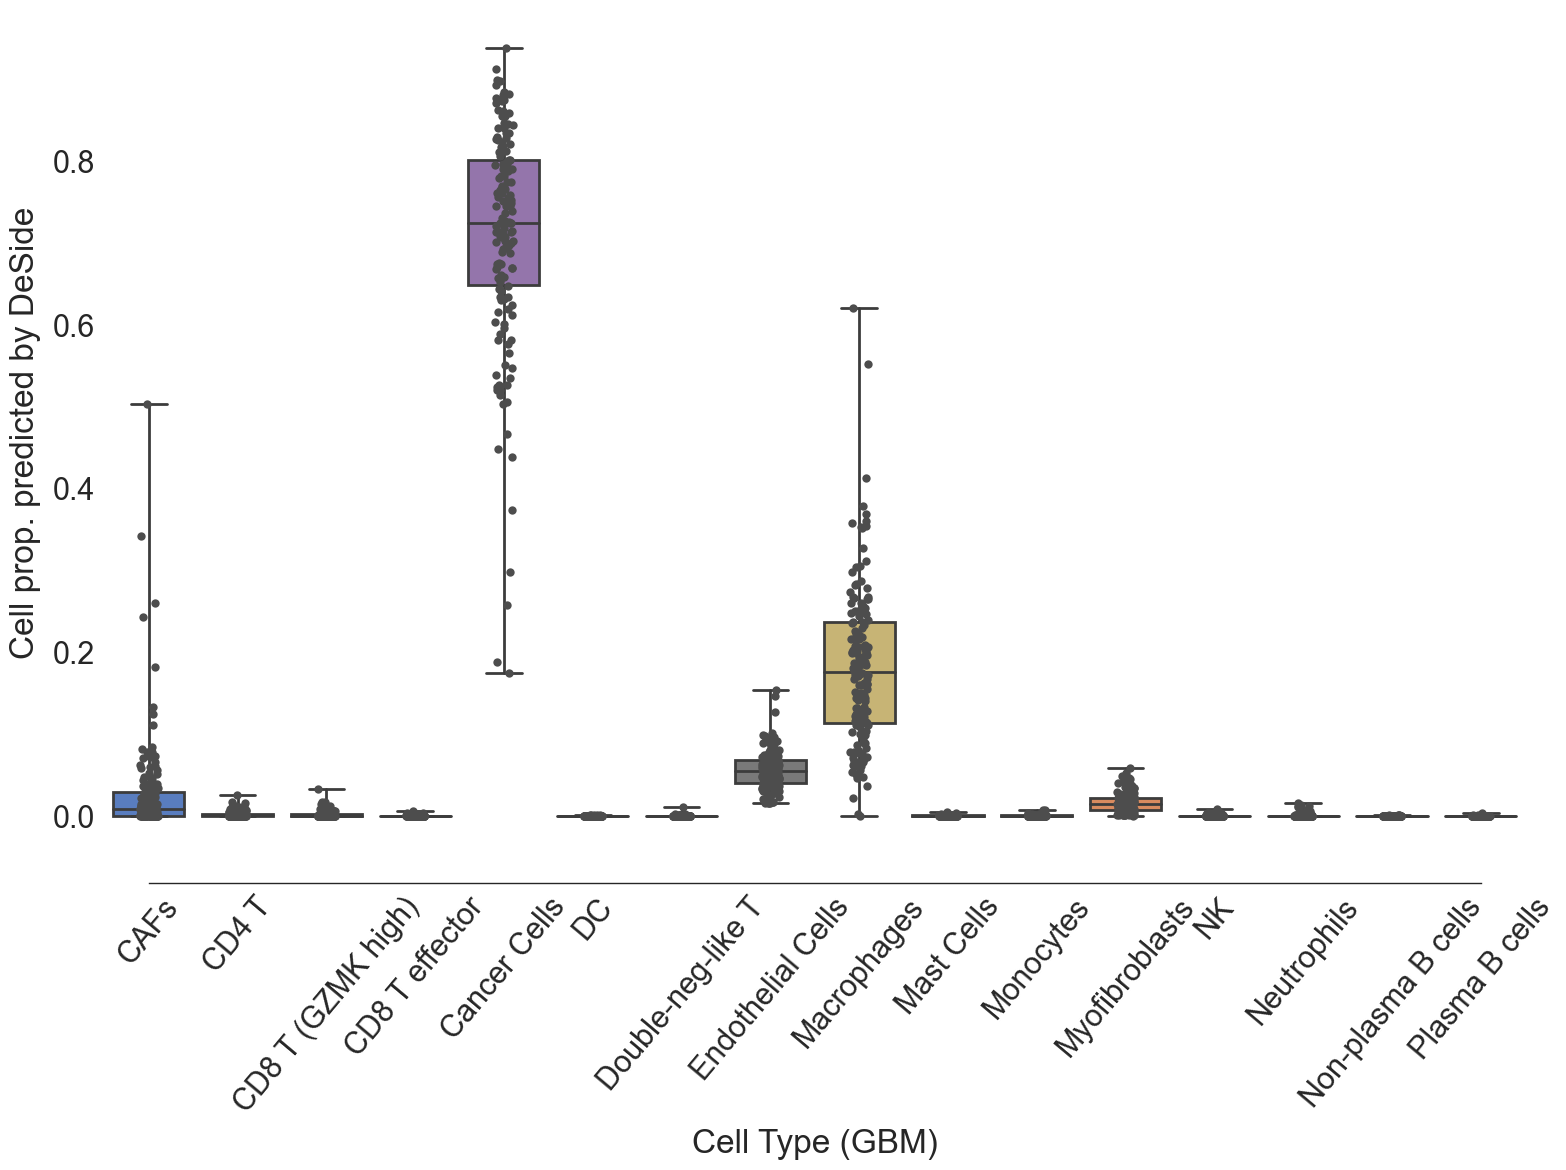 Cell prop. predicted by DeSide
0.8
0.6
0.4
0.2
0.0
CAFs
CD4 T
CD8 T (GZMK high)
CD8 T effector
Cancer Cells
DC
Double-neg-like T
Endothelial Cells
Macrophages
Mast Cells
Monocytes
Myofibroblasts
NK
Neutrophils
Non-plasma B cells
Plasma B cells
Cell Type (GBM)